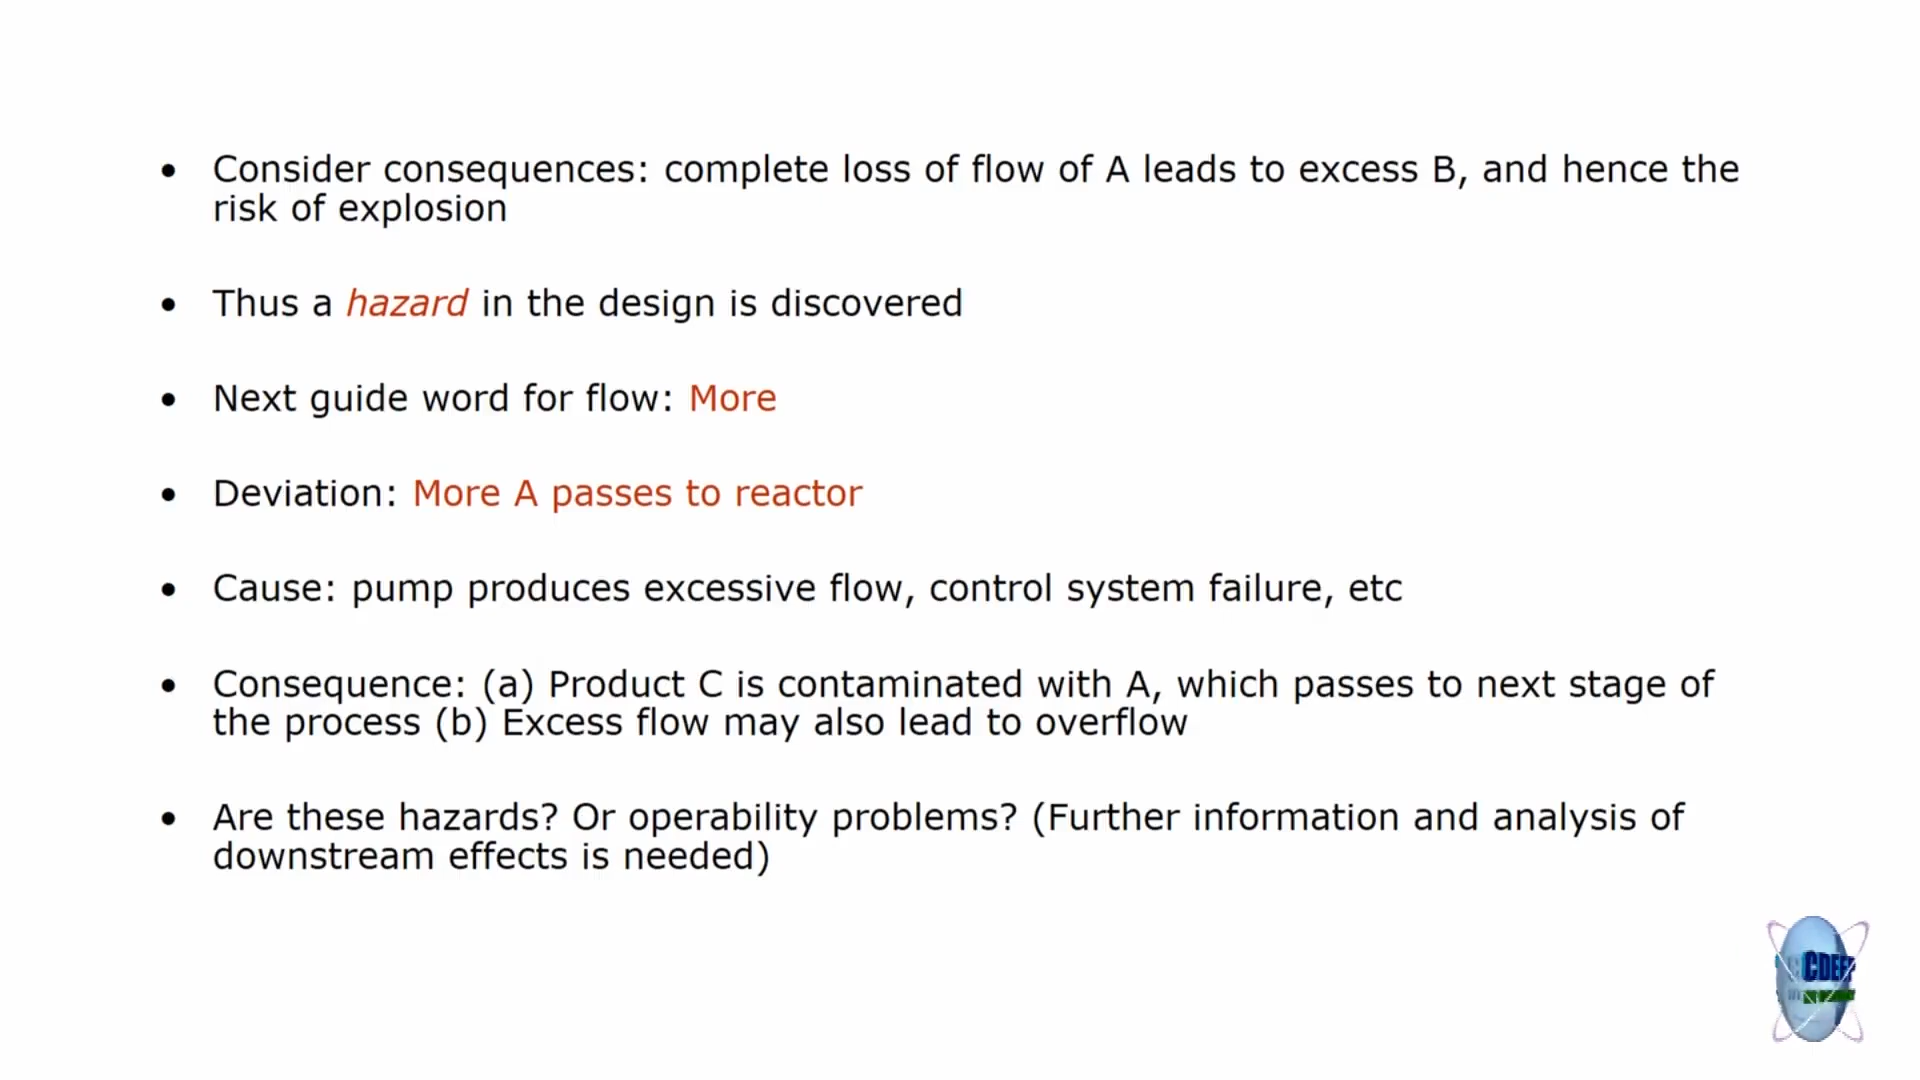 Consider consequences: complete loss of flow of A leads to excess B, and hence the
risk of explosion
Thus a hazard in the design is discovered
Next guide word for flow: More
Deviation: More A passes to reactor
Cause: pump produces excessive flow, control system failure, etc
Consequence: (a) Product C is contaminated with A, which passes to next stage of
the process (b) Excess flow may also lead to overflow
Are these hazards? Or operability problems? (Further information and analysis of
downstream effects is needed)